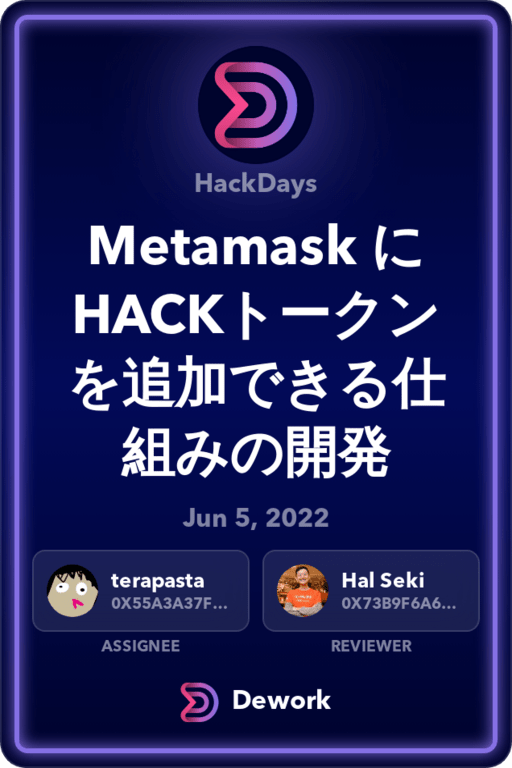 HackDays
Metamask に
HACKトークン
を追加できる仕
組みの開発
Jun 5, 2022
terapasta
0X55A3A37F...
Hal Seki
0X73B9F6A6...
ASSIGNEE
REVIEWER
Dework